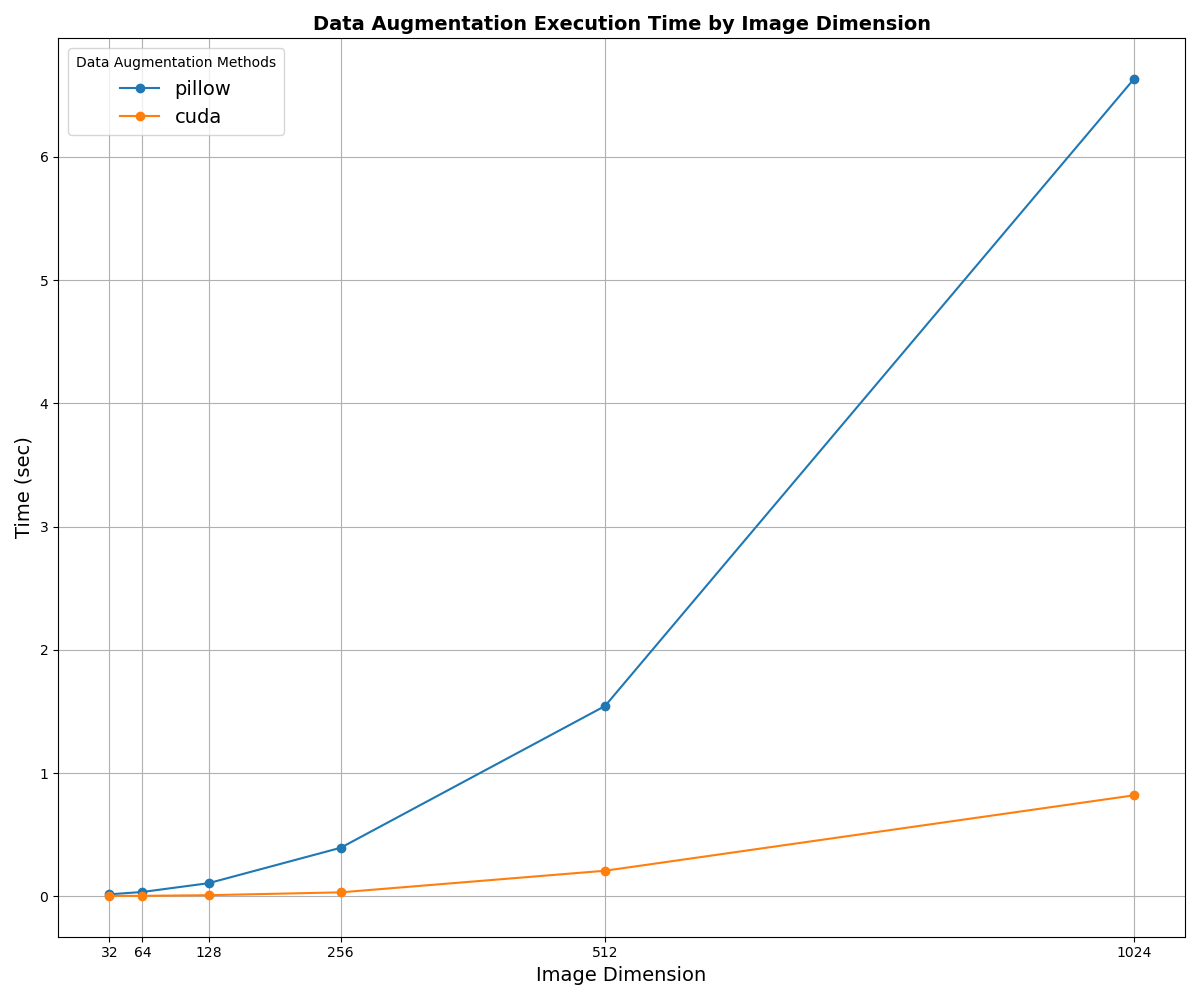 Data Augmentation Execution Time by Image Dimension
Data Augmentation Methods
pillow
cuda
6
5
4
3
2
1
0
Time (sec)
32 64 128 256 512 1024
Image Dimension